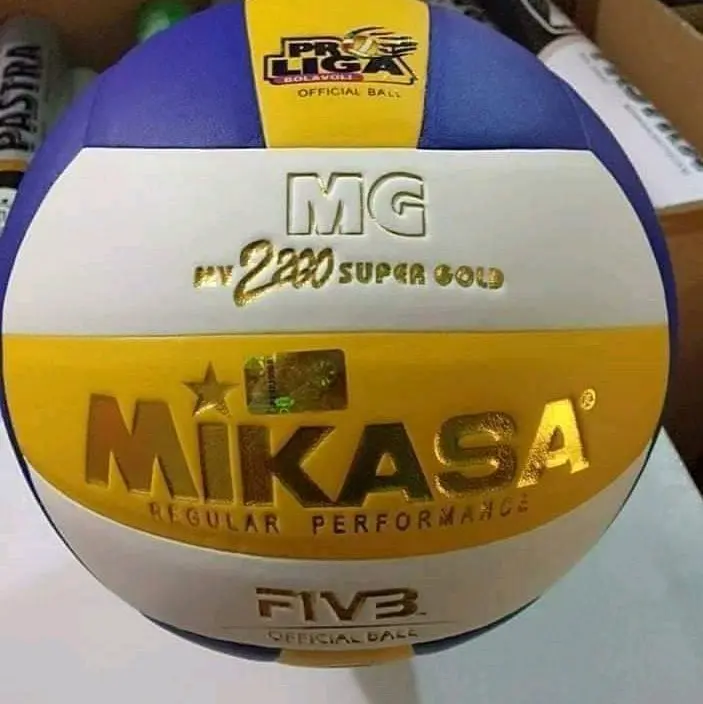 PASTRA
PRO
LIGA
BOLAVOLI
OFFICIAL BALL
MG
MV 2200 SUPER GOLD
MIKASA®
REGULAR PERFORMANCE
FIVB
OFFICIAL BALL